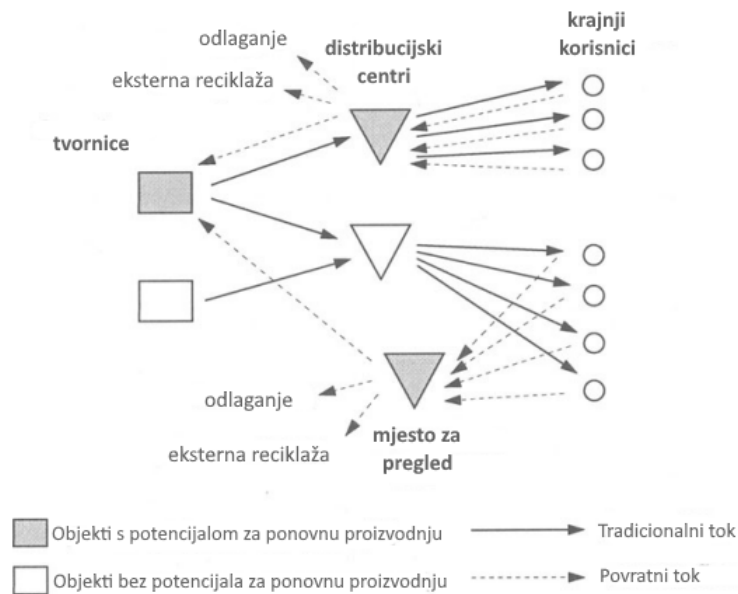 odlaganje
eksterna reciklaža
tvornice
distribucijski
centri
krajnji
korisnici
odlaganje
eksterna reciklaža
mjesto za
pregled
Objekti s potencijalom za ponovnu proizvodnju
Tradicionalni tok
Objekti bez potencijala za ponovnu proizvodnju
Povratni tok